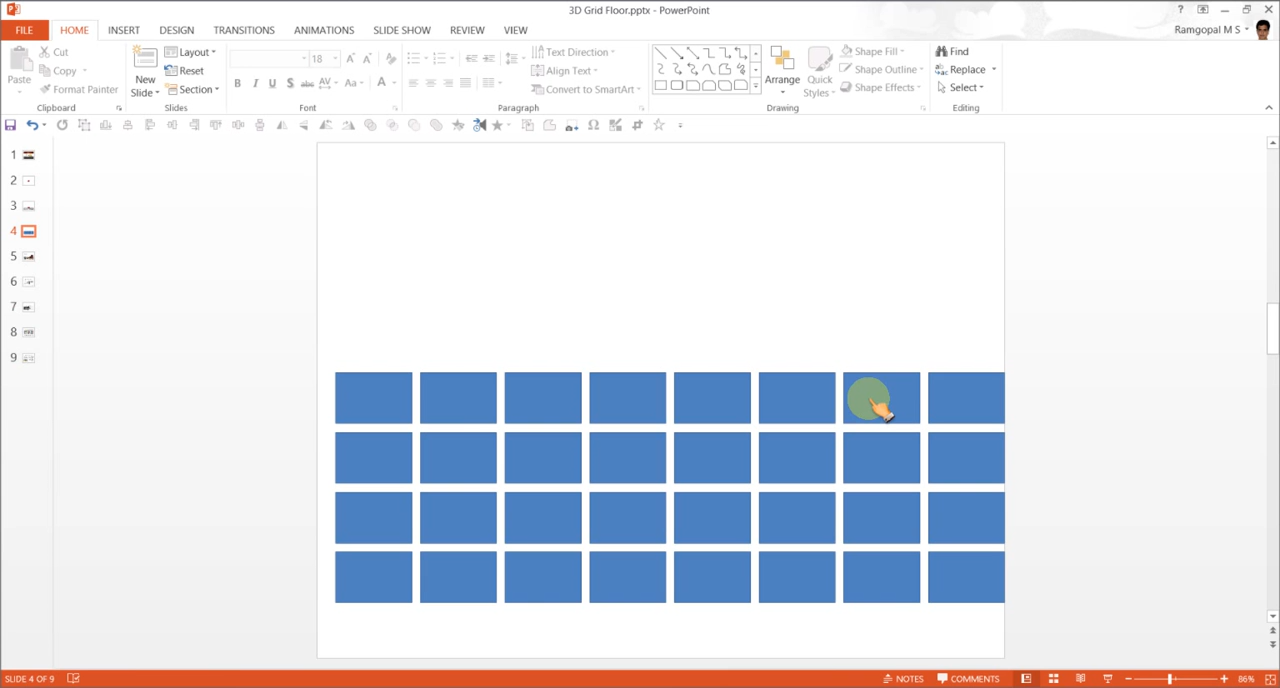 3D Grid Floor.pptx - PowerPoint
?
FILE HOME INSERT DESIGN TRANSITIONS ANIMATIONS SLIDE SHOW REVIEW VIEW Ramgopal M S
Paste Cut Copy Format Painter Clipboard
New Slide Layout Reset Section Slides
18 B I U S abc AV Aa A Font
Text Direction Align Text Convert to SmartArt Paragraph
Arrange Quick Styles Shape Fill Shape Outline Shape Effects Drawing
Find Replace Select Editing
1
2
3
4
5
6
7
8
9
SLIDE 4 OF 9 NOTES COMMENTS 86%